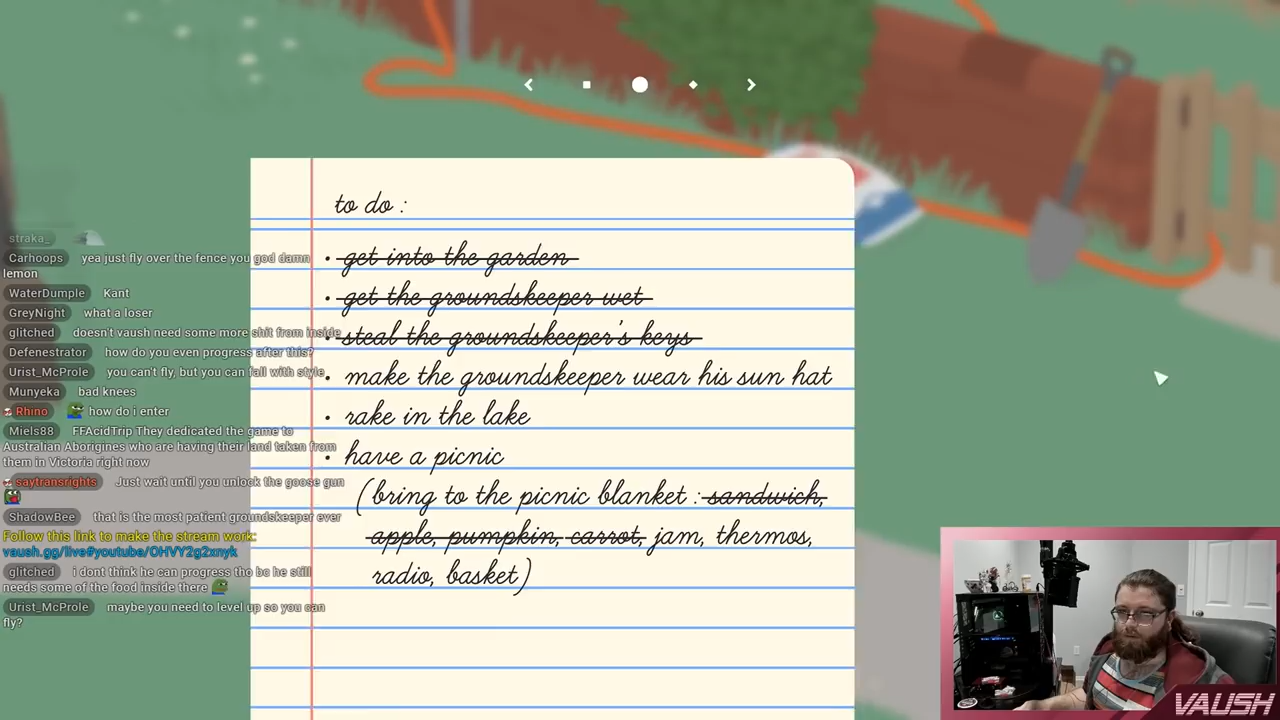 to do :
• get into the garden
• get the groundskeeper wet
• steal the groundskeeper's keys
• make the groundskeeper wear his sun hat
• rake in the lake
• have a picnic
(bring to the picnic blanket : sandwich,
apple, pumpkin, carrot, jam, thermos,
radio, basket)
straka_
Carhoops yea just fly over the fence you god damn
lemon
WaterDumple Kant
GreyNight what a loser
glitched doesn't vaush need some more shit from inside
Defenestrator how do you even progress after this?
Urist_McProle you can't fly, but you can fall with style
Munyeka bad knees
Rhino how do i enter
Miels88 FFAcidTrip They dedicated the game to
Australian Aborigines who are having their land taken from
them in Victoria right now
saytransrights Just wait until you unlock the goose gun
ShadowBee that is the most patient groundskeeper ever
Follow this link to make the stream work:
vaush.gg/live#youtube/OHVY2g2xnyk
glitched i dont think he can progress tho bc he still
needs some of the food inside there
Urist_McProle maybe you need to level up so you can
fly?
VAUSH